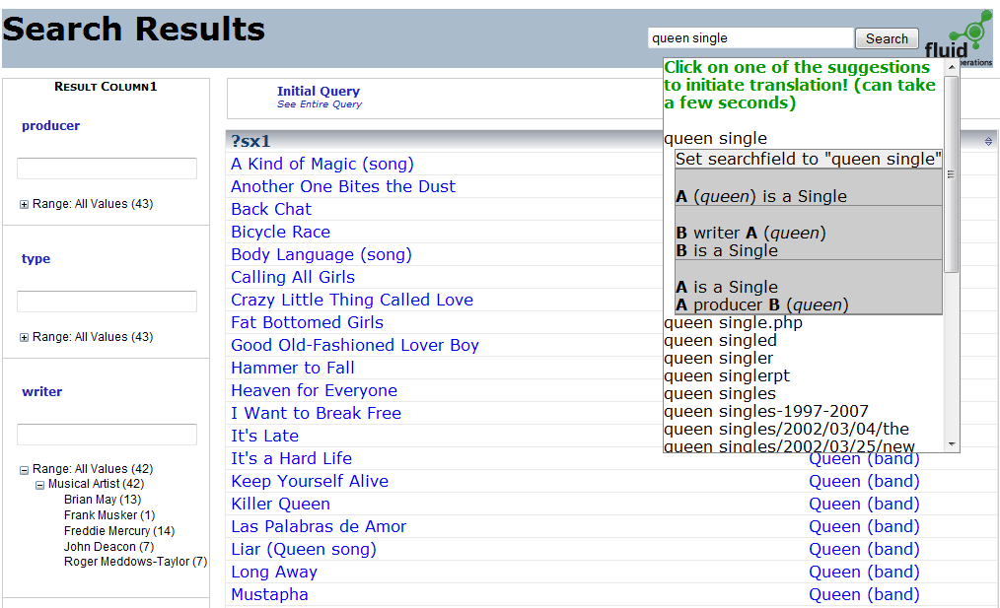 Search Results
queen single
Search
fluid
erations
Click on one of the suggestions
to initiate translation! (can take
a few seconds)
queen single
Set searchfield to "queen single"
A (queen) is a Single
B writer A (queen)
B is a Single
A is a Single
A producer B (queen)
queen single.php
queen singled
queen singler
queen singlerpt
queen singles
queen singles-1997-2007
queen singles/2002/03/04/the
queen singles/2002/03/25/new
RESULT COLUMN1
producer
Range: All Values (43)
type
Range: All Values (43)
writer
Range: All Values (42)
Musical Artist (42)
Brian May (13)
Frank Musker (1)
Freddie Mercury (14)
John Deacon (7)
Roger Meddows-Taylor (7)
Initial Query
See Entire Query
?sx1
A Kind of Magic (song)
Another One Bites the Dust
Back Chat
Bicycle Race
Body Language (song)
Calling All Girls
Crazy Little Thing Called Love
Fat Bottomed Girls
Good Old-Fashioned Lover Boy
Hammer to Fall
Heaven for Everyone
I Want to Break Free
It's Late
It's a Hard Life Queen (band)
Keep Yourself Alive Queen (band)
Killer Queen Queen (band)
Las Palabras de Amor Queen (band)
Liar (Queen song) Queen (band)
Long Away Queen (band)
Mustapha Queen (band)